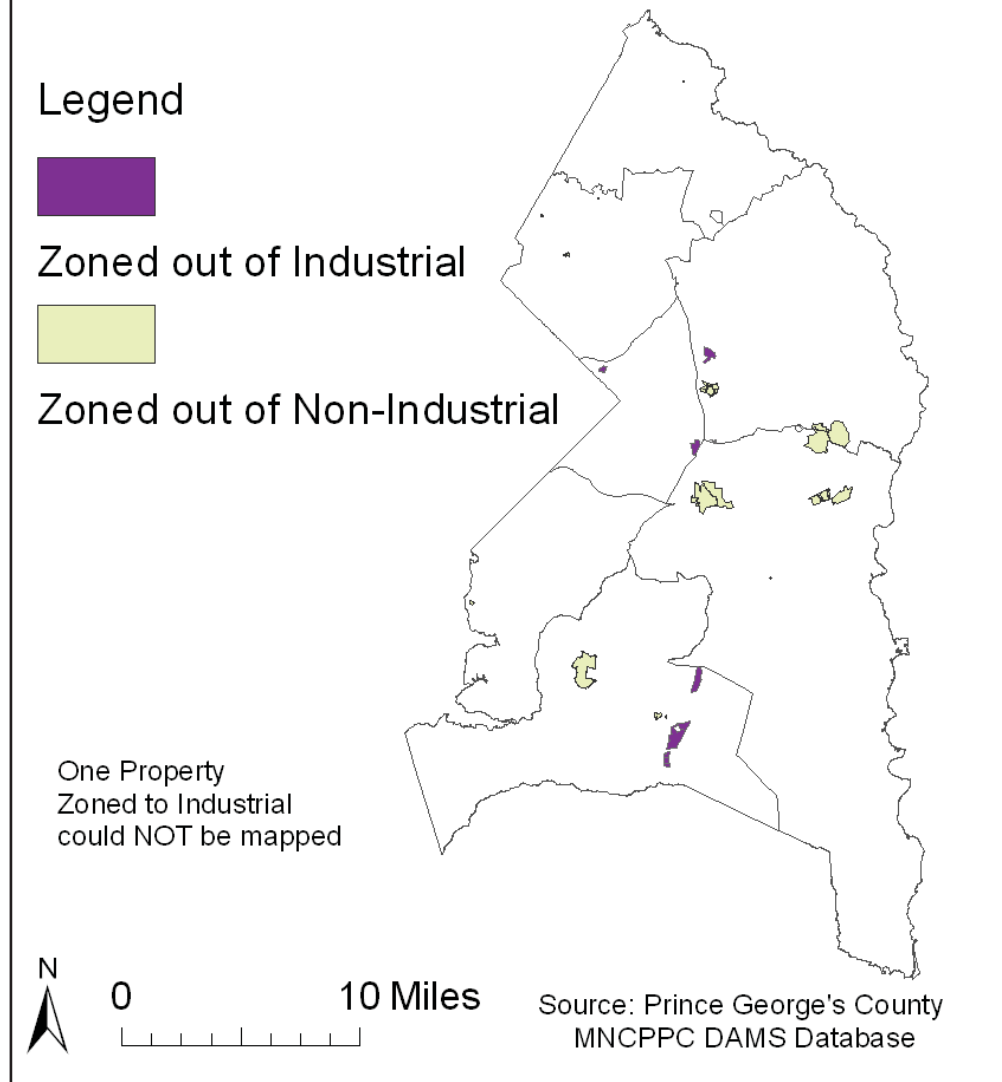 Legend
Zoned out of Industrial
Zoned out of Non-Industrial
One Property
Zoned to Industrial
could NOT be mapped
N
0 10 Miles
Source: Prince George's County
MNCPPC DAMS Database